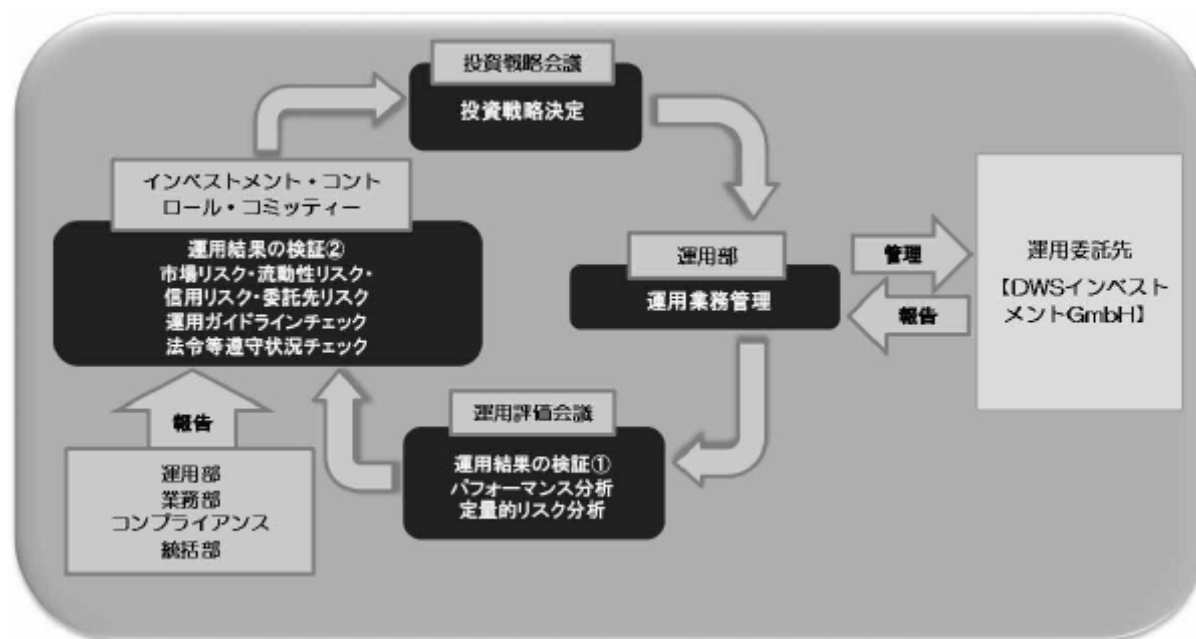 投資戦略会議
投資戦略決定
インベストメント・コント
ロール・コミッティー
運用結果の検証②
市場リスク・流動性リスク・
信用リスク・委託先リスク
運用ガイドラインチェック
法令等遵守状況チェック
運用部
運用業務管理
管理
報告
運用委託先
【DWSインベスト
メントGmbH】
運用評価会議
運用結果の検証①
パフォーマンス分析
定量的リスク分析
報告
運用部
業務部
コンプライアンス
統括部